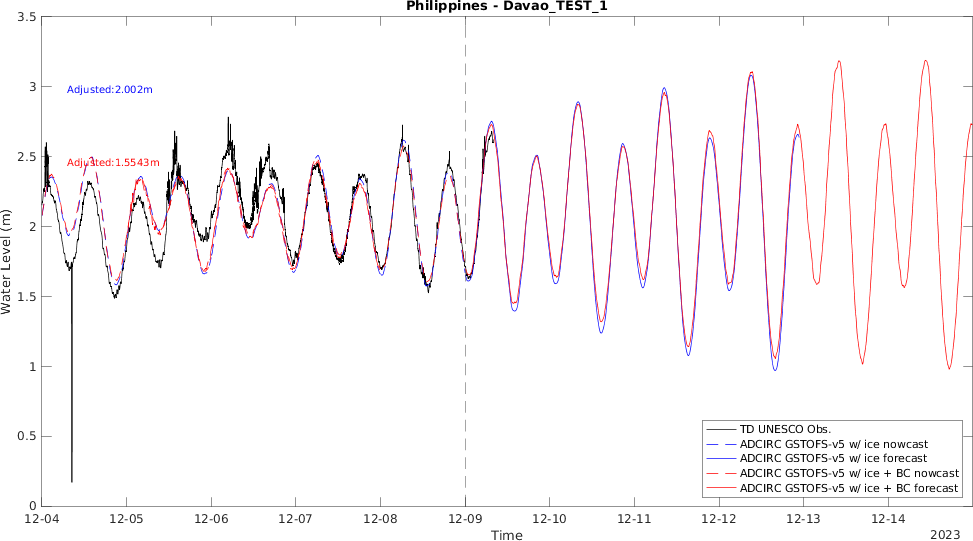 Philippines - Davao_TEST_1
Water Level (m)
3.5
3
2.5
2
1.5
1
0.5
0
Adjusted:2.002m
Adjusted:1.5543m
TD UNESCO Obs.
ADCIRC GSTOFS-v5 w/ ice nowcast
ADCIRC GSTOFS-v5 w/ ice forecast
ADCIRC GSTOFS-v5 w/ ice + BC nowcast
ADCIRC GSTOFS-v5 w/ ice + BC forecast
12-04 12-05 12-06 12-07 12-08 12-09 12-10 12-11 12-12 12-13 12-14
Time
2023